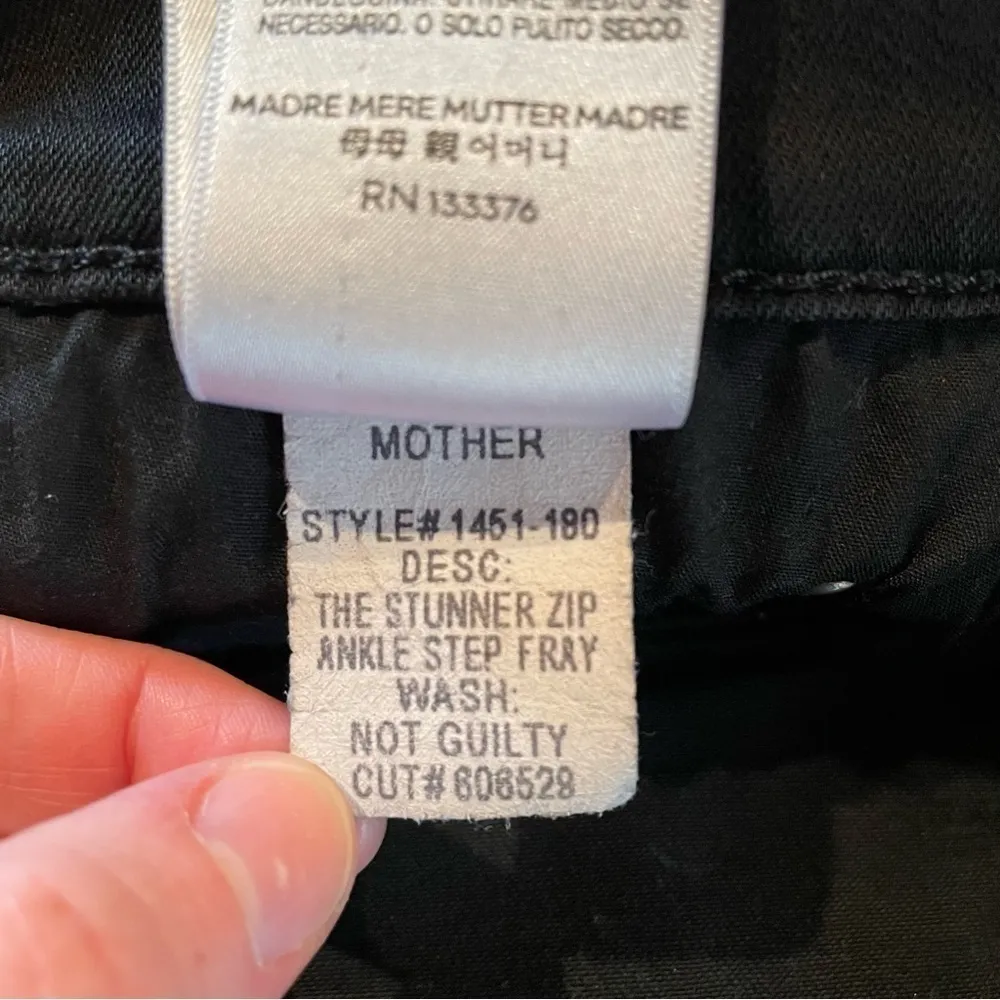 NECESSARIO. O SOLO PULITO SECCO.
MADRE MERE MUTTER MADRE
母母 親 어머니
RN 133376
MOTHER
STYLE# 1451-180
DESC:
THE STUNNER ZIP
ANKLE STEP FRAY
WASH:
NOT GUILTY
CUT# 606529